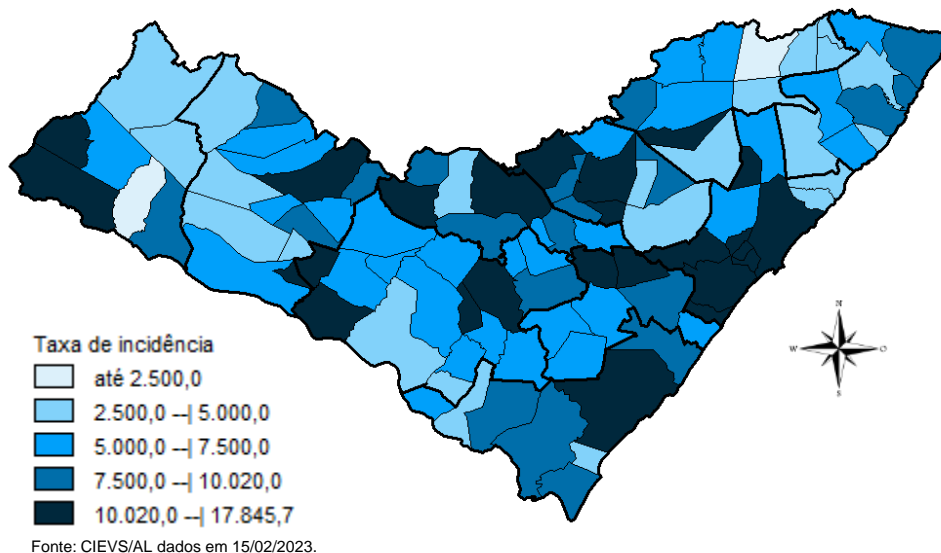 Taxa de incidência
até 2.500,0
2.500,0 --| 5.000,0
5.000,0 --| 7.500,0
7.500,0 --| 10.020,0
10.020,0 --| 17.845,7
N
W
O
S
Fonte: CIEVS/AL dados em 15/02/2023.